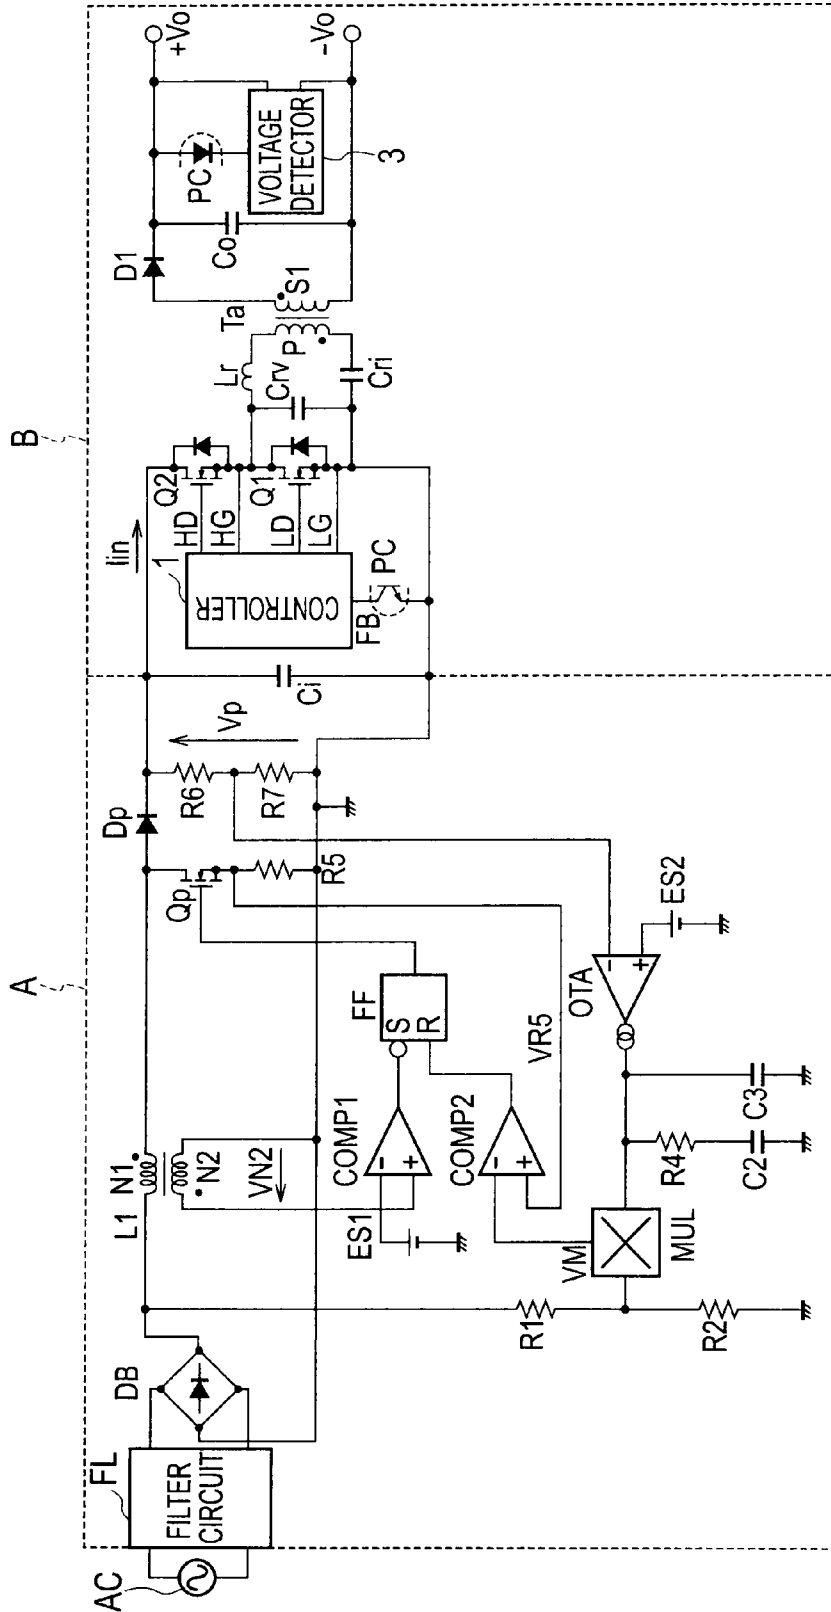 A
B
AC
FL
FILTER
CIRCUIT
DB
L1
N1
N2
VN2
ES1
COMP1
COMP2
FF
S
R
-
+
-
+
VR5
Qp
R5
Dp
R6
R7
Vp
Ci
R1
R2
VM
MUL
R4
C2
C3
OTA
-
+
ES2
Iin
1
CONTROLLER
HD
HG
LD
LG
FB
PC
Q2
Q1
Lr
Crv
Cri
Ta
P
S1
D1
Co
PC
VOLTAGE
DETECTOR
3
+Vo
-Vo